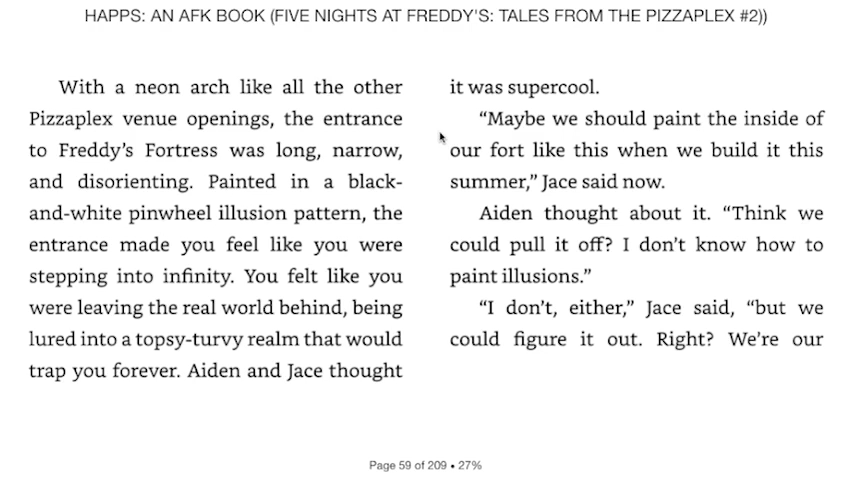 HAPPS: AN AFK BOOK (FIVE NIGHTS AT FREDDY'S: TALES FROM THE PIZZAPLEX #2))
With a neon arch like all the other
Pizzaplex venue openings, the entrance
to Freddy’s Fortress was long, narrow,
and disorienting. Painted in a black-
and-white pinwheel illusion pattern, the
entrance made you feel like you were
stepping into infinity. You felt like you
were leaving the real world behind, being
lured into a topsy-turvy realm that would
trap you forever. Aiden and Jace thought
it was supercool.
“Maybe we should paint the inside of
our fort like this when we build it this
summer,” Jace said now.
Aiden thought about it. “Think we
could pull it off? I don’t know how to
paint illusions.”
“I don’t, either,” Jace said, “but we
could figure it out. Right? We’re our
Page 59 of 209 • 27%